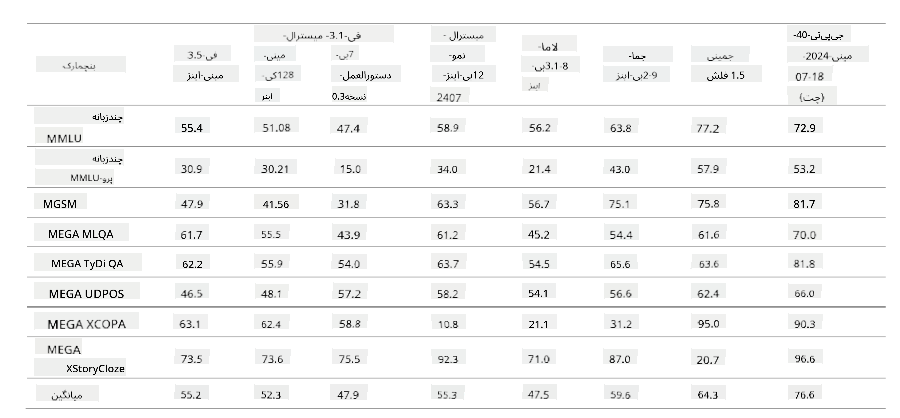 بنچمارک	فی-3.5 مینی-اینز	فی-3.1- میسترال- مینی- 128کی- اینز	7بی- دستورالعمل- نسخه0.3	میسترال - نمو- 12بی-اینز- 2407	لاما- 3.1-8بی- اینز	جما- 2-9بی-اینز	جمینی 1.5 فلش	جی‌پی‌تی-4o- مینی-2024- 07-18 (چت)
چندزبانه MMLU	55.4	51.08	47.4	58.9	56.2	63.8	77.2	72.9
چندزبانه MMLU-پرو	30.9	30.21	15.0	34.0	21.4	43.0	57.9	53.2
MGSM	47.9	41.56	31.8	63.3	56.7	75.1	75.8	81.7
MEGA MLQA	61.7	55.5	43.9	61.2	45.2	54.4	61.6	70.0
MEGA TyDi QA	62.2	55.9	54.0	63.7	54.5	65.6	63.6	81.8
MEGA UDPOS	46.5	48.1	57.2	58.2	54.1	56.6	62.4	66.0
MEGA XCOPA	63.1	62.4	58.8	10.8	21.1	31.2	95.0	90.3
MEGA XStoryCloze	73.5	73.6	75.5	92.3	71.0	87.0	20.7	96.6
میانگین	55.2	52.3	47.9	55.3	47.5	59.6	64.3	76.6